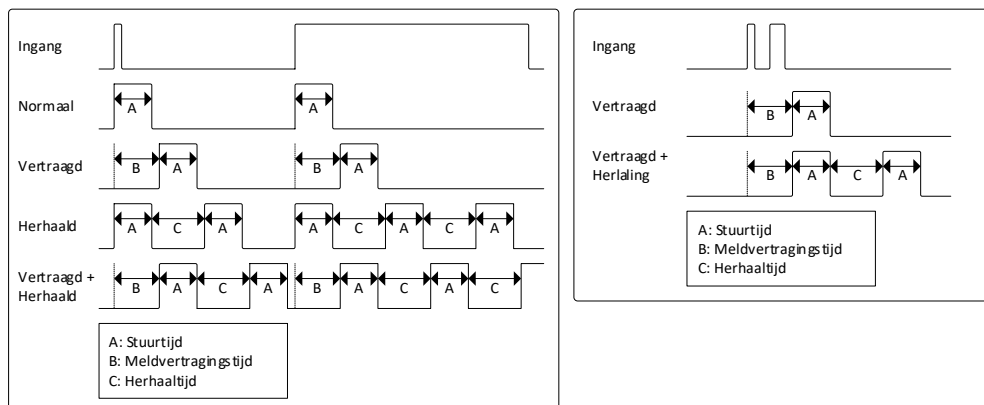 Ingang
Normaal
A
A
Vertraagd
B
A
B
A
Herhaald
A
C
A
A
C
A
C
A
Vertraagd +
Herhaald
B
A
C
A
B
A
C
A
C
A: Stuurtijd
B: Meldvertragingstijd
C: Herhaaltijd
Ingang
Vertraagd
B
A
Vertraagd +
Herlaling
B
A
C
A
A: Stuurtijd
B: Meldvertragingstijd
C: Herhaaltijd